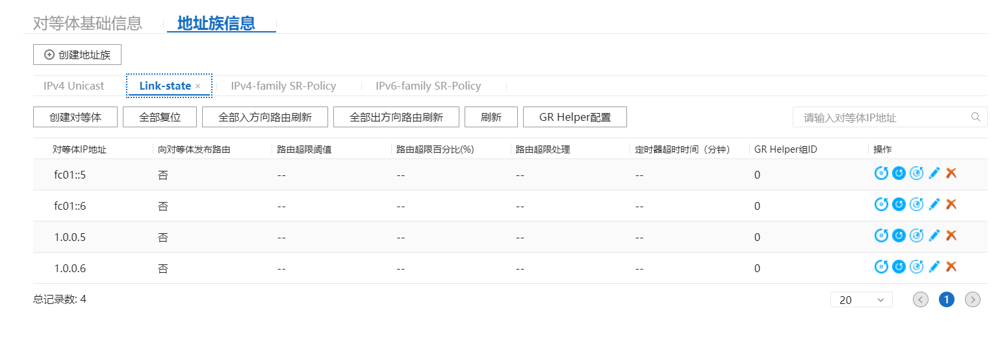 对等体基础信息 地址族信息
创建地址族
IPv4 Unicast Link-state × IPv4-family SR-Policy IPv6-family SR-Policy
创建对等体 全部复位 全部入方向路由刷新 全部出方向路由刷新 刷新 GR Helper配置 请输入对等体IP地址
对等体IP地址 向对等体发布路由 路由超限阈值 路由超限百分比(%) 路由超限处理 定时器超时时间（分钟） GR Helper组ID 操作
fc01::5 否 -- -- -- -- 0
fc01::6 否 -- -- -- -- 0
1.0.0.5 否 -- -- -- -- 0
1.0.0.6 否 -- -- -- -- 0
总记录数: 4 20 1